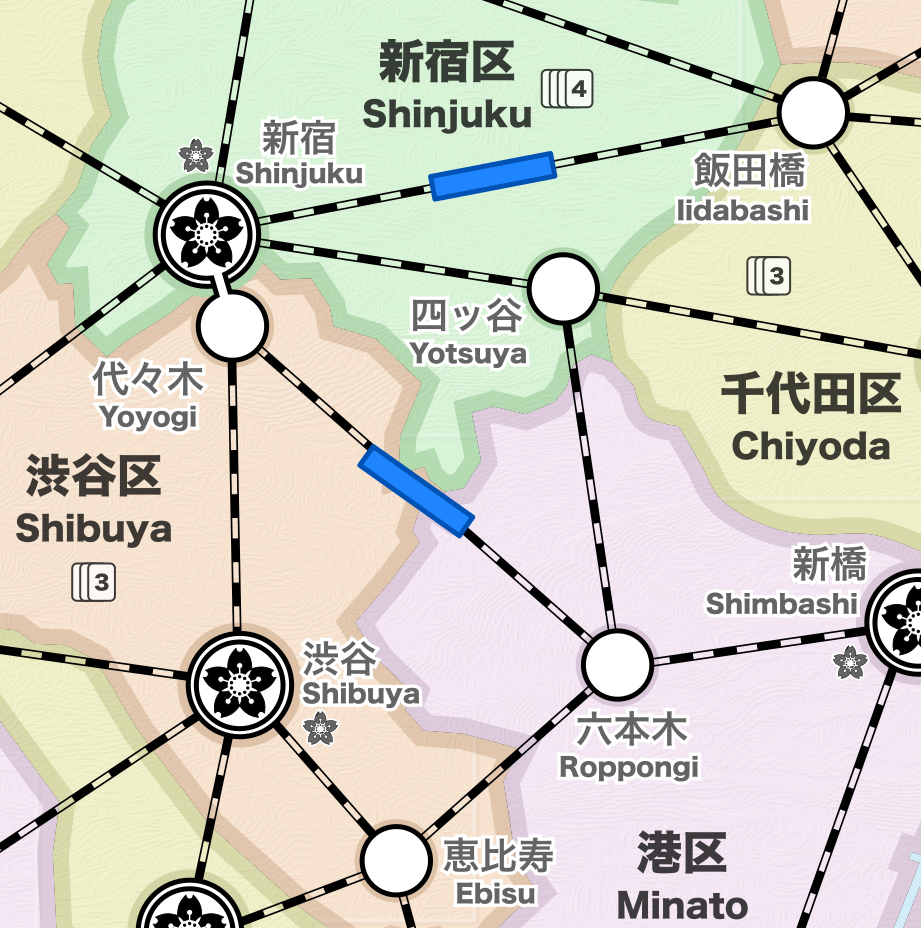 新宿区
Shinjuku
4
新宿
Shinjuku
飯田橋
Iidabashi
3
四ッ谷
Yotsuya
代々木
Yoyogi
千代田区
Chiyoda
渋谷区
Shibuya
3
新橋
Shimbashi
渋谷
Shibuya
六本木
Roppongi
恵比寿
Ebisu
港区
Minato